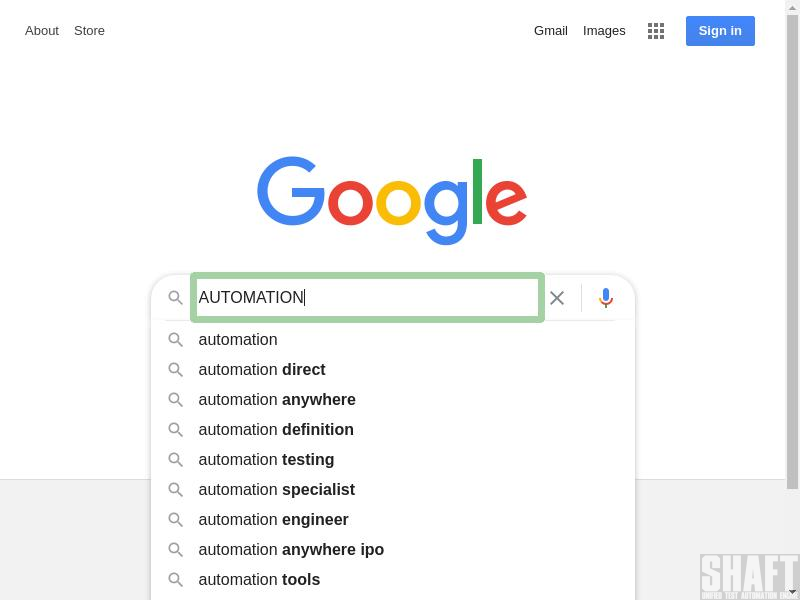 About Store Gmail Images Sign in
Google
AUTOMATION
automation
automation direct
automation anywhere
automation definition
automation testing
automation specialist
automation engineer
automation anywhere ipo
automation tools
SHAFT